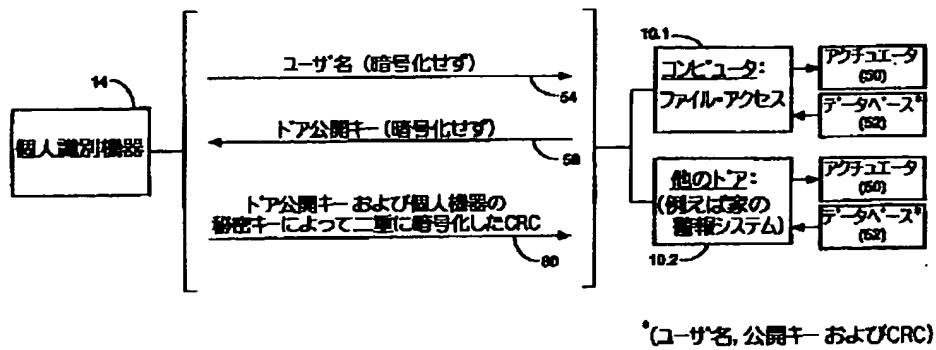 14
個人識別機器
ユーザ名 (暗号化せず)
54
ドア公開キー (暗号化せず)
58
ドア公開キーおよび個人機器の
秘密キーによって二重に暗号化したCRC
60
10.1
コンピュータ:
ファイル・アクセス
アクチュエータ
(50)
データベース*
(52)
他のドア:
(例えば家の
警報システム)
10.2
アクチュエータ
(50)
データベース*
(52)
*(ユーザ名, 公開キーおよびCRC)